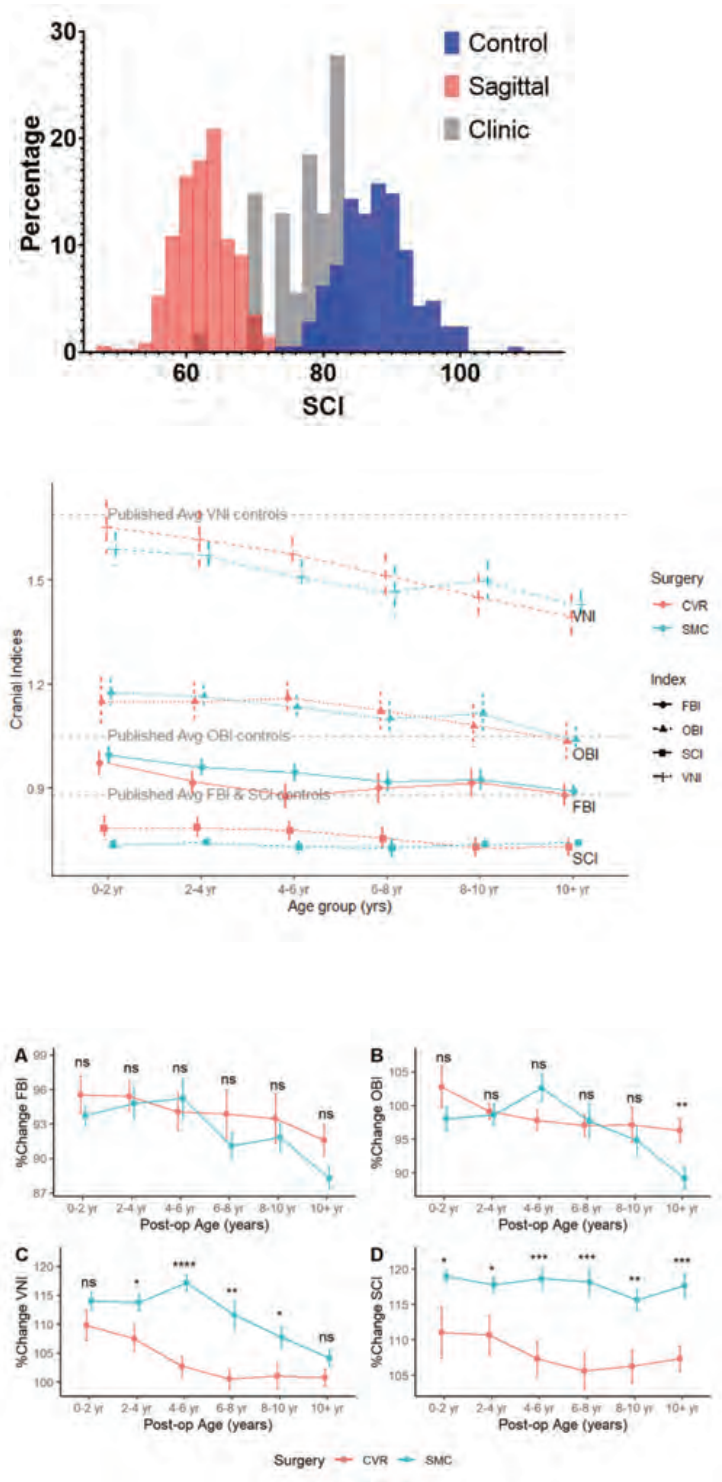 30
20
10
0
Percentage
Control
Sagittal
Clinic
60 80 100
SCI
Published Avg VNI controls
1.5
VNI
Surgery
CVR
SMC
Cranial Indices
1.2
Published Avg OBI controls
OBI
Index
FBI
OBI
SCI
VNI
0.9
Published Avg FBI & SCI controls
FBI
SCI
0-2 yr 2-4 yr 4-6 yr 6-8 yr 8-10 yr 10+ yr
Age group (yrs)
A
%Change FBI
99
96
93
90
87
ns ns ns ns ns ns
0-2 yr 2-4 yr 4-6 yr 6-8 yr 8-10 yr 10+ yr
Post-op Age (years)
B
%Change OBI
105
100
95
90
ns ns ns ns ns **
0-2 yr 2-4 yr 4-6 yr 6-8 yr 8-10 yr 10+ yr
Post-op Age (years)
C
%Change VNI
120
115
110
105
100
ns * **** ** * ns
0-2 yr 2-4 yr 4-6 yr 6-8 yr 8-10 yr 10+ yr
Post-op Age (years)
D
%Change SCI
120
115
110
105
* * *** *** ** ***
0-2 yr 2-4 yr 4-6 yr 6-8 yr 8-10 yr 10+ yr
Post-op Age (years)
Surgery CVR SMC